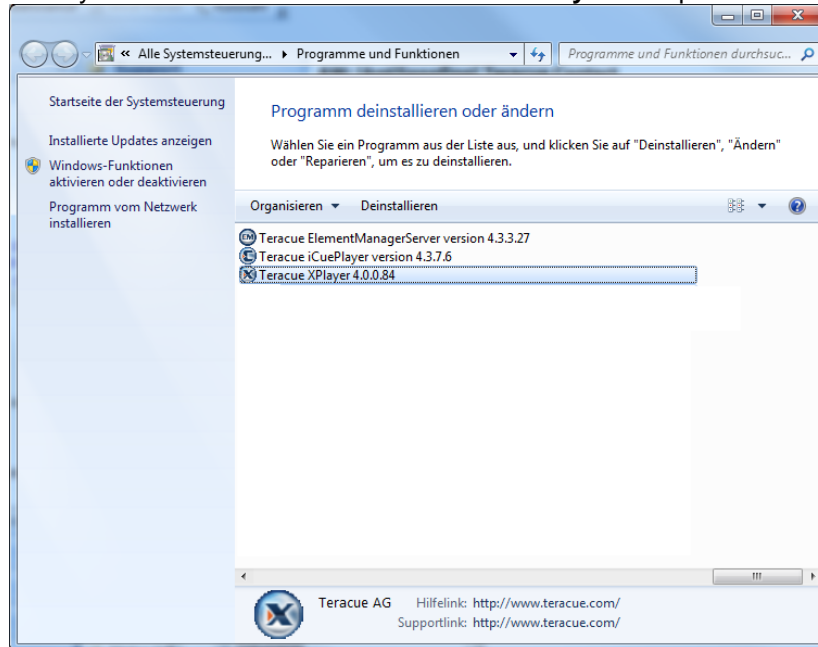 « Alle Systemsteuerung... ▸ Programme und Funktionen
Programme und Funktionen durchsuc...
Startseite der Systemsteuerung
Installierte Updates anzeigen
Windows-Funktionen
aktivieren oder deaktivieren
Programm vom Netzwerk
installieren
Programm deinstallieren oder ändern
Wählen Sie ein Programm aus der Liste aus, und klicken Sie auf "Deinstallieren", "Ändern"
oder "Reparieren", um es zu deinstallieren.
Organisieren Deinstallieren
Teracue ElementManagerServer version 4.3.3.27
Teracue iCuePlayer version 4.3.7.6
Teracue XPlayer 4.0.0.84
Teracue AG Hilfelink: http://www.teracue.com/
Supportlink: http://www.teracue.com/